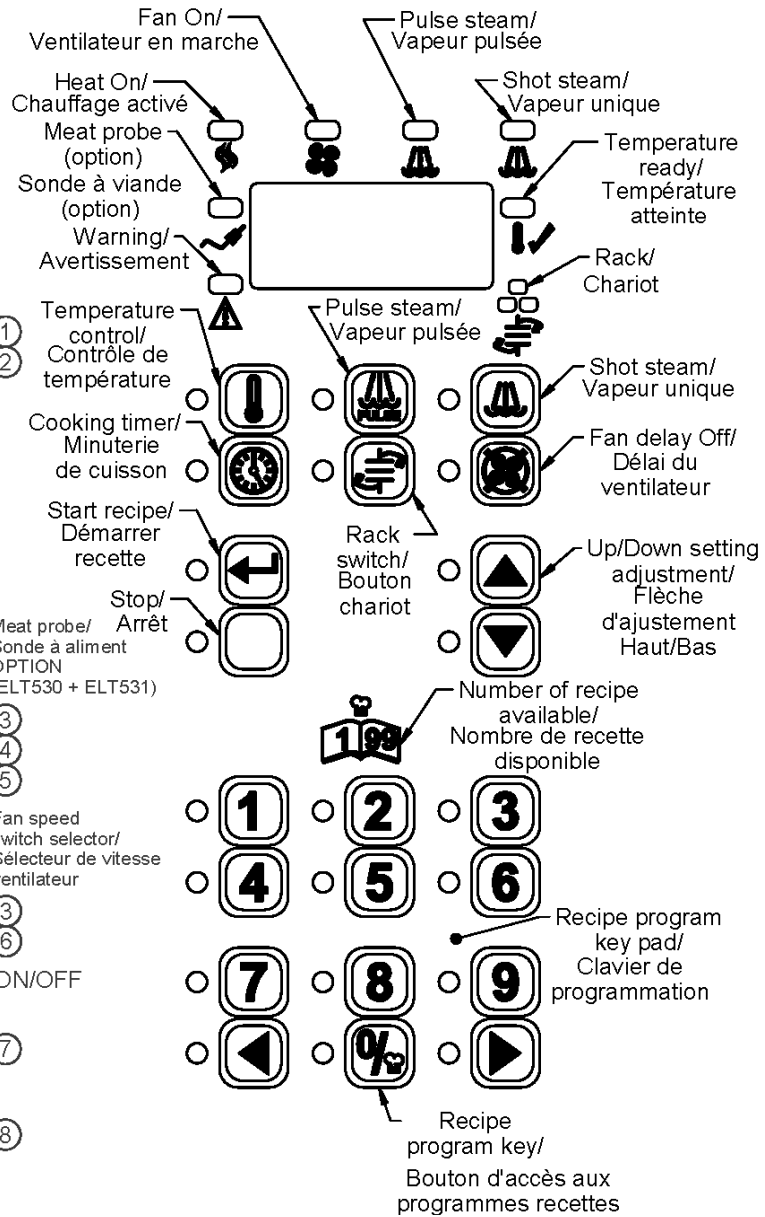 Fan On/
Ventilateur en marche
Pulse steam/
Vapeur pulsée
Heat On/
Chauffage activé
Shot steam/
Vapeur unique
Meat probe
(option)
Sonde à viande
(option)
Temperature
ready/
Température
atteinte
Warning/
Avertissement
Rack/
Chariot
1
2
Temperature
control/
Contrôle de
température
Pulse steam/
Vapeur pulsée
Shot steam/
Vapeur unique
PULSE
Cooking timer/
Minuterie
de cuisson
Fan delay Off/
Délai du
ventilateur
Start recipe/
Démarrer
recette
Rack
switch/
Bouton
chariot
Up/Down setting
adjustment/
Flèche
d'ajustement
Haut/Bas
Stop/
Arrêt
Meat probe/
Sonde à aliment
OPTION
ELT530 + ELT531)
3
4
5
Number of recipe
available/
Nombre de recette
disponible
1 99
1 2 3
Fan speed
switch selector/
Sélecteur de vitesse
ventilateur
4 5 6
3
6
ON/OFF
Recipe program
key pad/
Clavier de
programmation
7 8 9
7
0/
8
Recipe
program key/
Bouton d'accès aux
programmes recettes